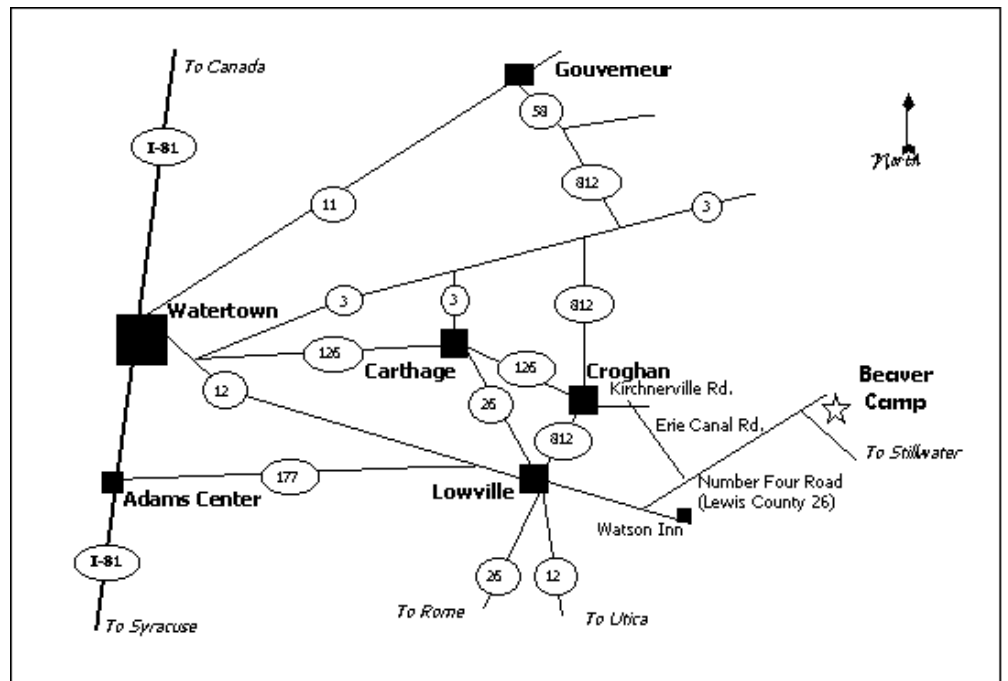 To Canada
Gouverneur
58
I-81
North
812
11
3
3
3
812
Watertown
126
Carthage
126
Croghan
Beaver
Camp
Kirchnerville Rd.
12
26
Erie Canal Rd.
812
To Stillwater
177
Adams Center
Lowville
Number Four Road
(Lewis County 26)
Watson Inn
I-81
26
12
To Rome
To Utica
To Syracuse